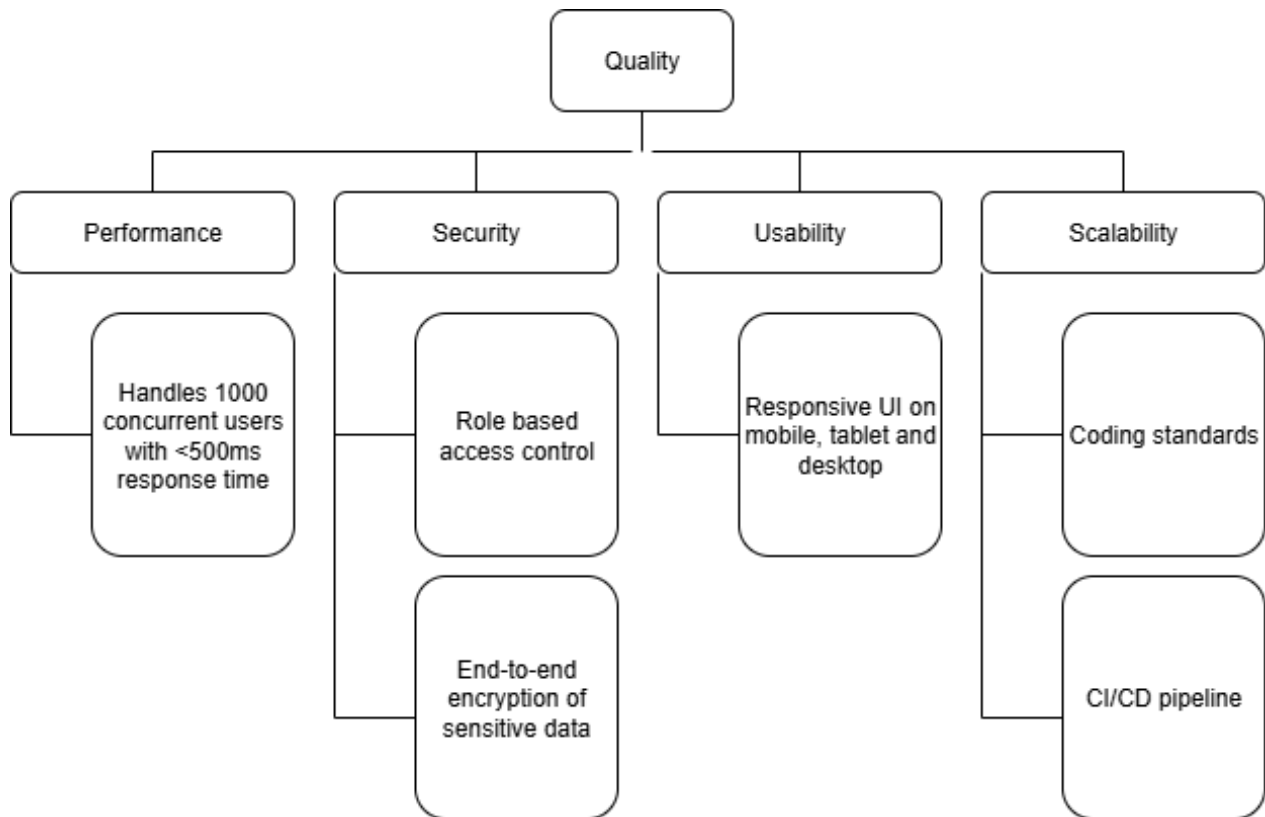 Quality
Performance
Security
Usability
Scalability
Handles 1000
concurrent users
with <500ms
response time
Role based
access control
Responsive UI on
mobile, tablet and
desktop
Coding standards
End-to-end
encryption of
sensitive data
CI/CD pipeline